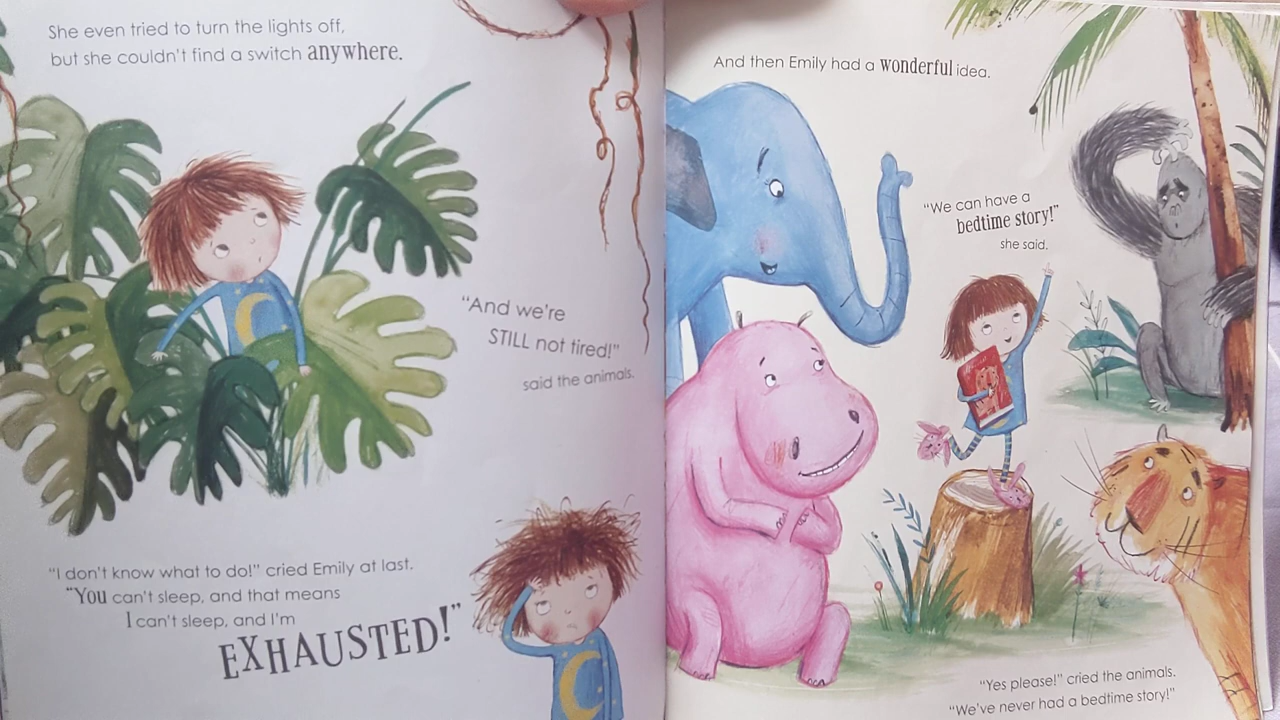 She even tried to turn the lights off,
but she couldn't find a switch anywhere.
"And we're
STILL not tired!"
said the animals.
"I don't know what to do!" cried Emily at last.
"You can't sleep, and that means
I can't sleep, and I'm
EXHAUSTED!"
And then Emily had a wonderful idea.
"We can have a
bedtime story!"
she said.
"Yes please!" cried the animals.
"We've never had a bedtime story!"